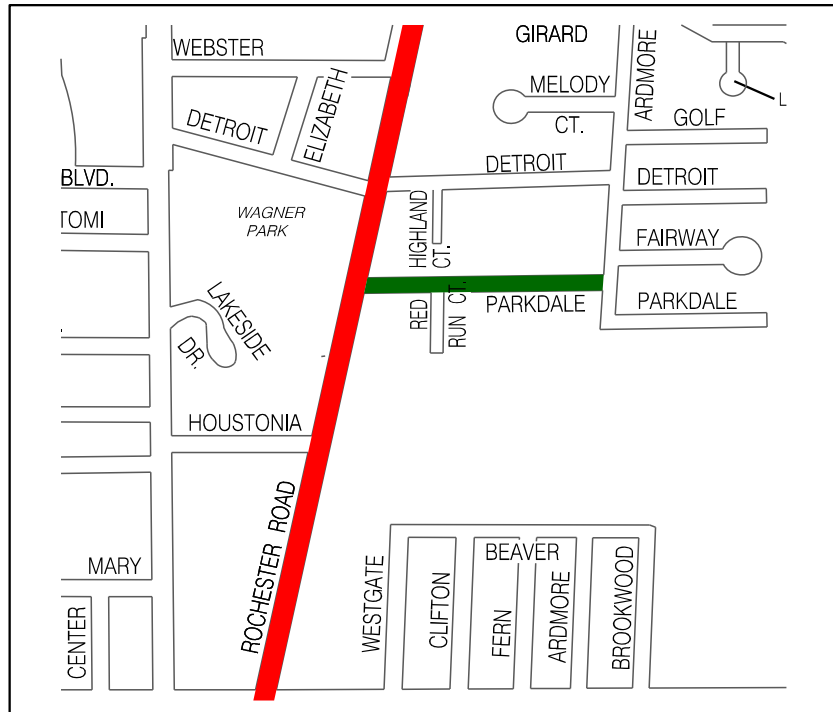 WEBSTER
GIRARD
ARDMORE
MELODY
CT.
L
GOLF
DETROIT
ELIZABETH
DETROIT
DETROIT
BLVD.
TOMI
WAGNER
PARK
HIGHLAND
CT.
FAIRWAY
LAKESIDE
DR.
RED
RUN CT.
PARKDALE
PARKDALE
HOUSTONIA
ROCHESTER ROAD
MARY
CENTER
WESTGATE
CLIFTON
BEAVER
FERN
ARDMORE
BROOKWOOD